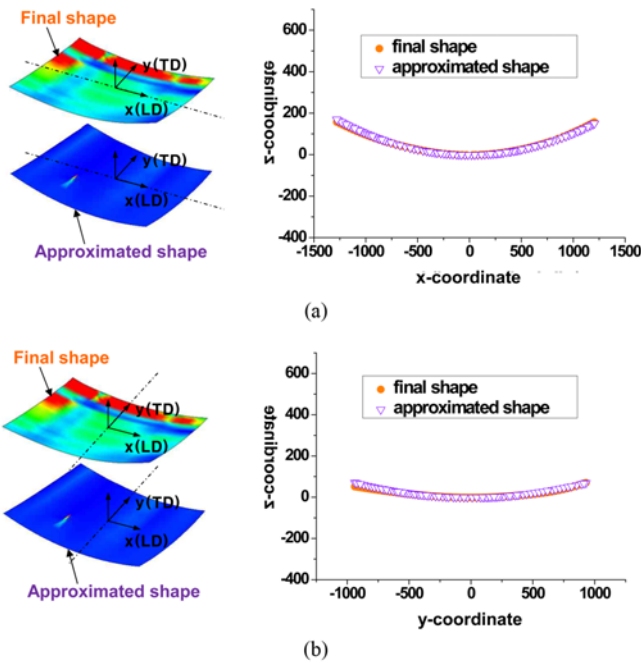 Final shape
y(TD)
x(LD)
y(TD)
x(LD)
Approximated shape
600
400
200
0
-200
-400
z-coordinate
final shape
approximated shape
-1500 -1000 -500 0 500 1000 1500
x-coordinate
(a)
Final shape
y(TD)
x(LD)
y(TD)
x(LD)
Approximated shape
600
400
200
0
-200
-400
z-coordinate
final shape
approximated shape
-1000 -500 0 500 1000
y-coordinate
(b)